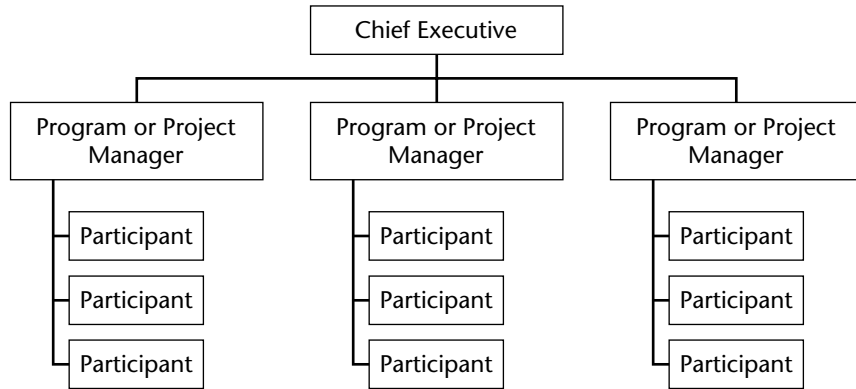 Chief Executive
Program or Project
Manager
Program or Project
Manager
Program or Project
Manager
Participant
Participant
Participant
Participant
Participant
Participant
Participant
Participant
Participant